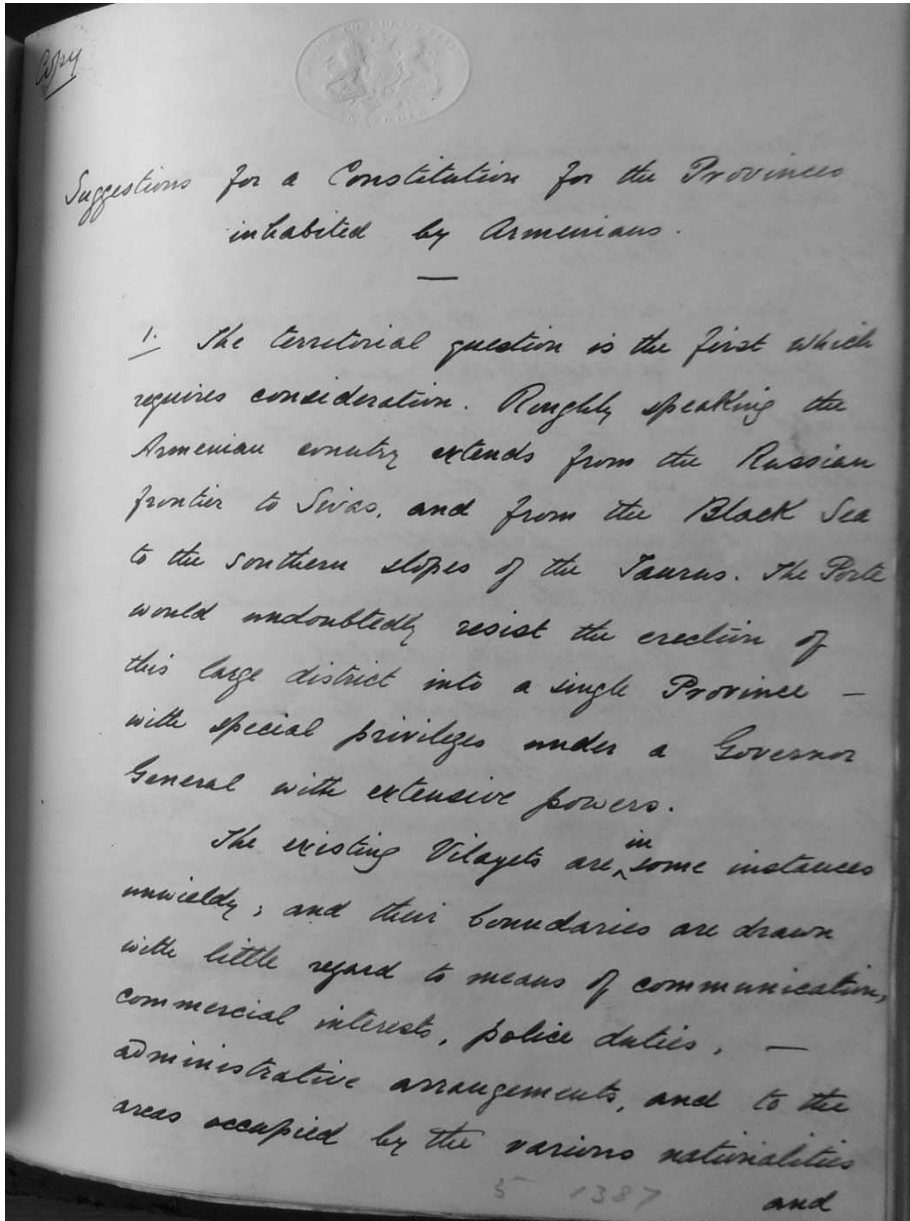 Copy
Suggestions for a Constitution for the Provinces
inhabited by Armenians.
1. The territorial question is the first which
requires consideration. Roughly speaking the
Armenian country extends from the Russian
frontier to Sivas, and from the Black Sea
to the southern slopes of the Taurus. The Porte
would undoubtedly resist the erection of
this large district into a single Province —
with special privileges under a Governor
General with extensive powers.
The existing Vilayets are in some instances
unwieldy; and their boundaries are drawn
with little regard to means of communication,
commercial interests, police duties, —
administrative arrangements, and to the
areas occupied by the various nationalities
5 1387
and